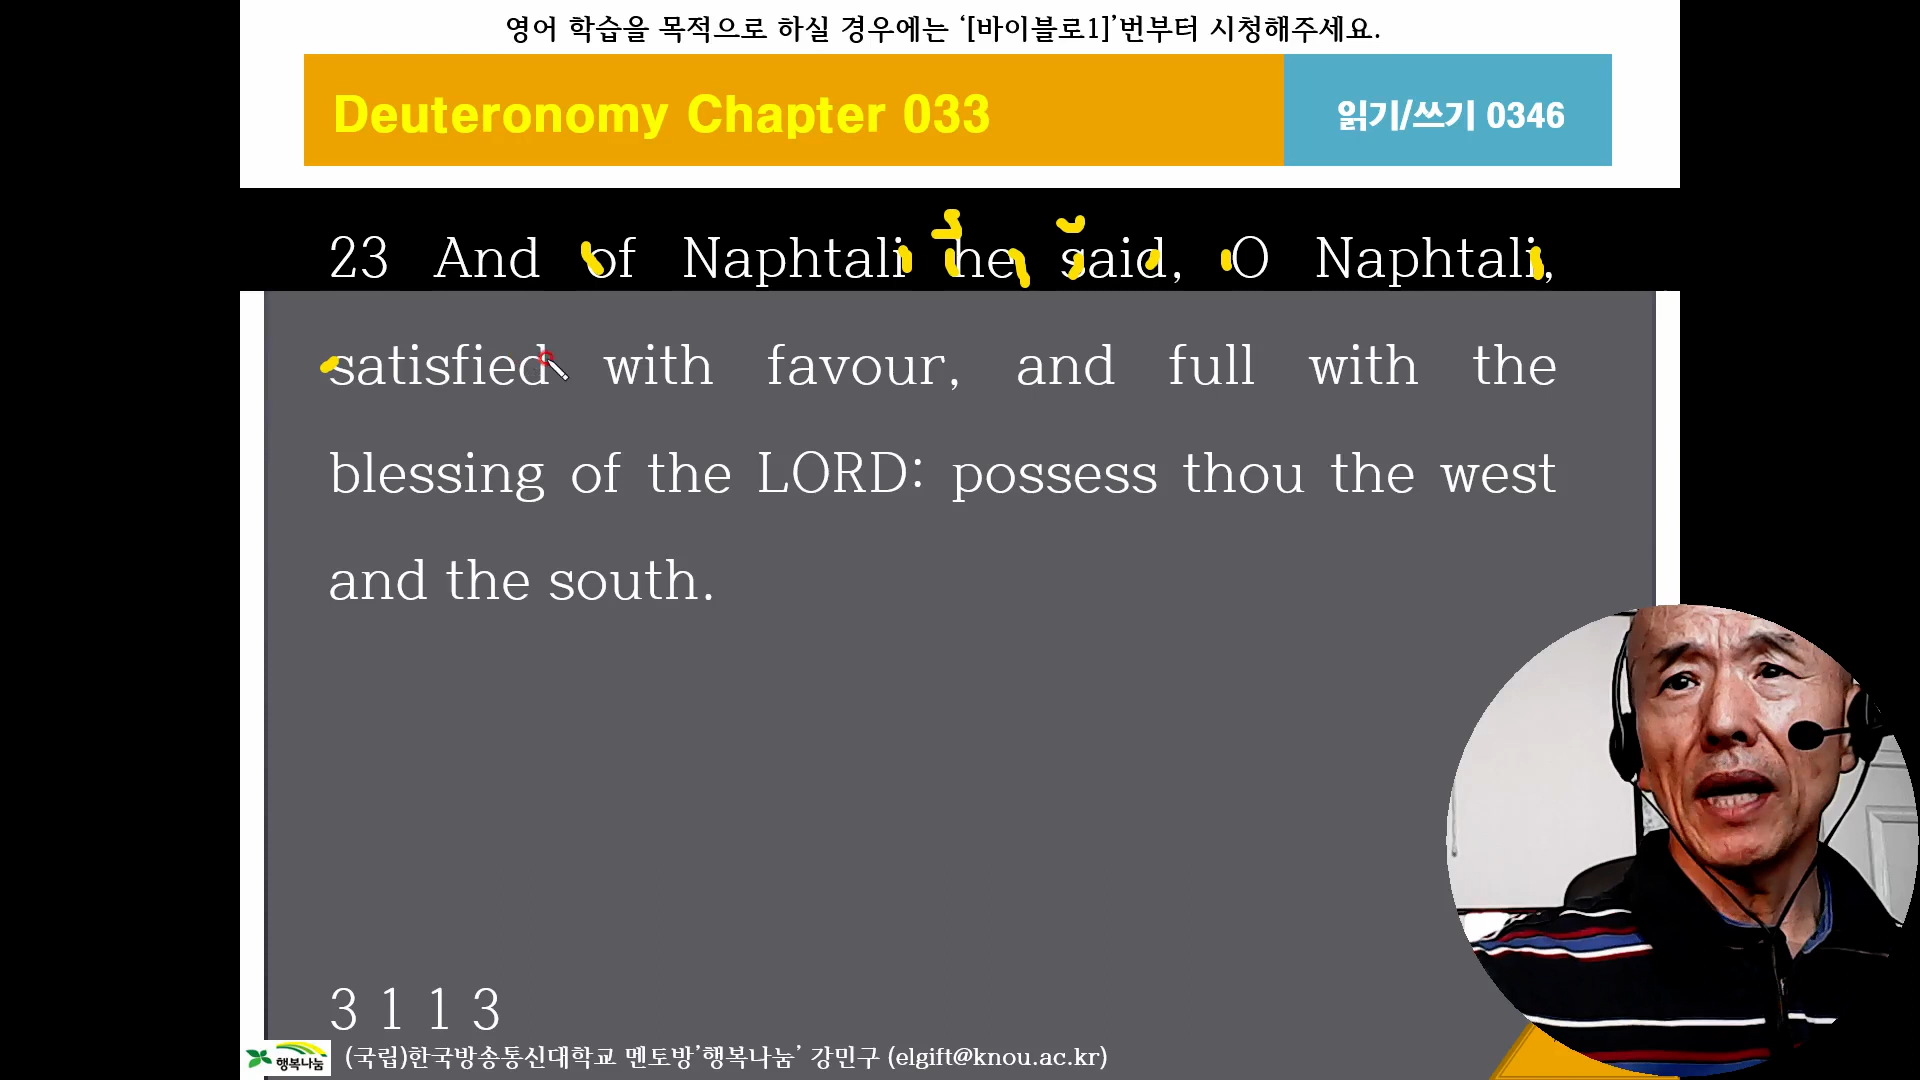 영어 학습을 목적으로 하실 경우에는 ‘[바이블로1]’번부터 시청해주세요.
Deuteronomy Chapter 033
읽기/쓰기 0346
23 And of Naphtali he said, O Naphtali,
satisfied with favour, and full with the
blessing of the LORD: possess thou the west
and the south.
3 1 1 3
행복나눔
(국립)한국방송통신대학교 멘토방’행복나눔’ 강민구 (elgift@knou.ac.kr)